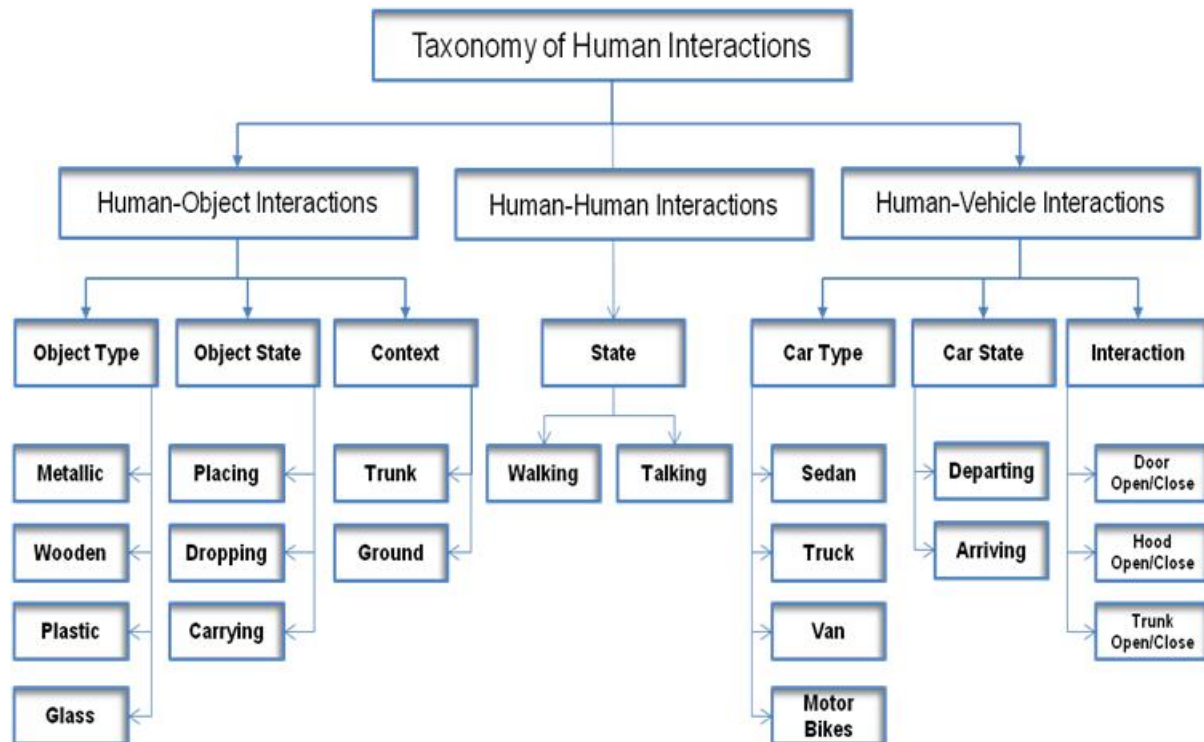 Taxonomy of Human Interactions
Human-Object Interactions
Human-Human Interactions
Human-Vehicle Interactions
Object Type
Object State
Context
State
Car Type
Car State
Interaction
Metallic
Placing
Trunk
Walking
Talking
Sedan
Departing
Door
Open/Close
Wooden
Dropping
Ground
Truck
Arriving
Hood
Open/Close
Plastic
Carrying
Van
Trunk
Open/Close
Glass
Motor
Bikes